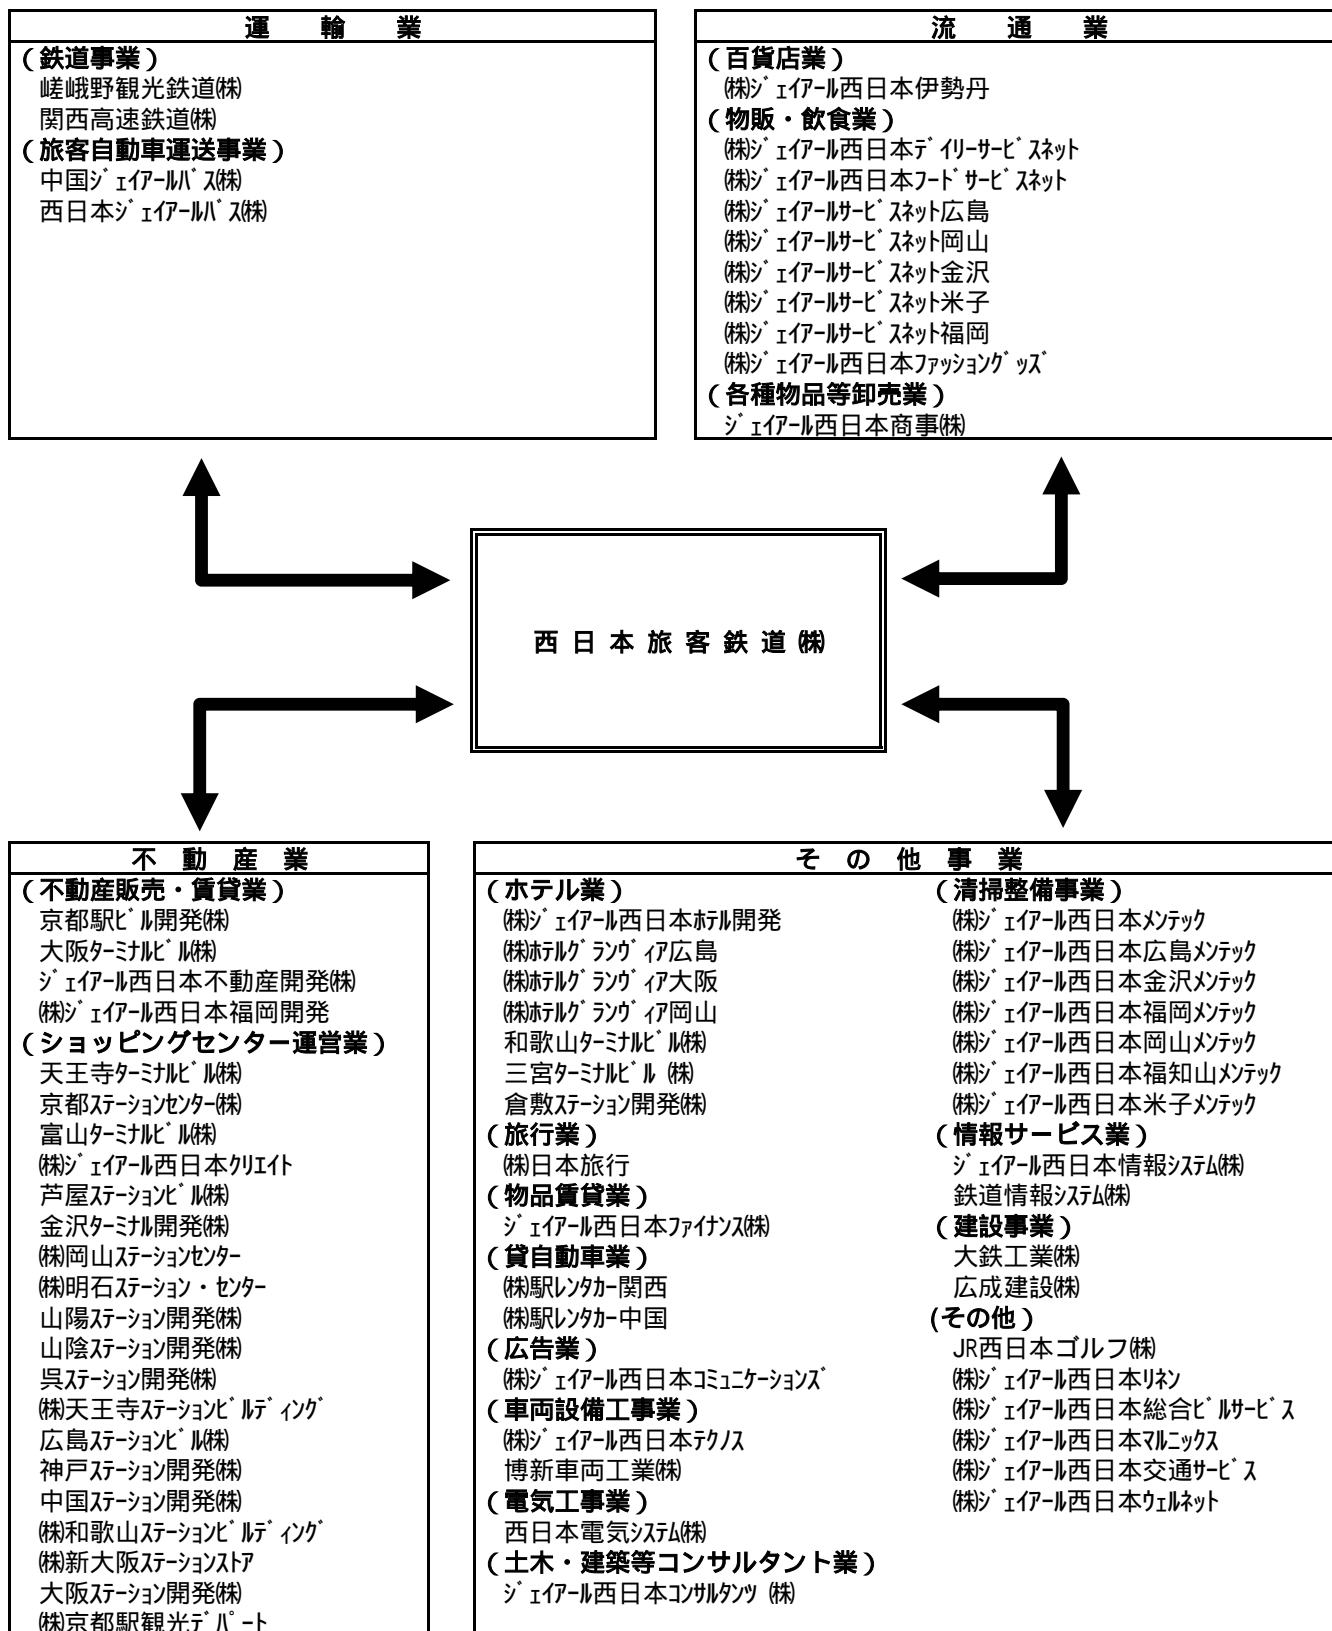 運輸業
(鉄道事業)
嵯峨野観光鉄道㈱
関西高速鉄道㈱
(旅客自動車運送事業)
中国ｼﾞｪｲｱｰﾙﾊﾞｽ㈱
西日本ｼﾞｪｲｱｰﾙﾊﾞｽ㈱
流通業
(百貨店業)
㈱ｼﾞｪｲｱｰﾙ西日本伊勢丹
(物販・飲食業)
㈱ｼﾞｪｲｱｰﾙ西日本ﾃﾞｲﾘｰｻｰﾋﾞｽﾈｯﾄ
㈱ｼﾞｪｲｱｰﾙ西日本ﾌｰﾄﾞｻｰﾋﾞｽﾈｯﾄ
㈱ｼﾞｪｲｱｰﾙｻｰﾋﾞｽﾈｯﾄ広島
㈱ｼﾞｪｲｱｰﾙｻｰﾋﾞｽﾈｯﾄ岡山
㈱ｼﾞｪｲｱｰﾙｻｰﾋﾞｽﾈｯﾄ金沢
㈱ｼﾞｪｲｱｰﾙｻｰﾋﾞｽﾈｯﾄ米子
㈱ｼﾞｪｲｱｰﾙｻｰﾋﾞｽﾈｯﾄ福岡
㈱ｼﾞｪｲｱｰﾙ西日本ﾌｧｯｼｮﾝｸﾞｯｽﾞ
(各種物品等卸売業)
ｼﾞｪｲｱｰﾙ西日本商事㈱
西日本旅客鉄道㈱
不動産業
(不動産販売・賃貸業)
京都駅ﾋﾞﾙ開発㈱
大阪ﾀｰﾐﾅﾙﾋﾞﾙ㈱
ｼﾞｪｲｱｰﾙ西日本不動産開発㈱
㈱ｼﾞｪｲｱｰﾙ西日本福岡開発
(ショッピングセンター運営業)
天王寺ﾀｰﾐﾅﾙﾋﾞﾙ㈱
京都ｽﾃｰｼｮﾝｾﾝﾀｰ㈱
富山ﾀｰﾐﾅﾙﾋﾞﾙ㈱
㈱ｼﾞｪｲｱｰﾙ西日本ｸﾘｴｲﾄ
芦屋ｽﾃｰｼｮﾝﾋﾞﾙ㈱
金沢ﾀｰﾐﾅﾙ開発㈱
㈱岡山ｽﾃｰｼｮﾝｾﾝﾀｰ
㈱明石ｽﾃｰｼｮﾝ・ｾﾝﾀｰ
山陽ｽﾃｰｼｮﾝ開発㈱
山陰ｽﾃｰｼｮﾝ開発㈱
呉ｽﾃｰｼｮﾝ開発㈱
㈱天王寺ｽﾃｰｼｮﾝﾋﾞﾙﾃﾞｨﾝｸﾞ
広島ｽﾃｰｼｮﾝﾋﾞﾙ㈱
神戸ｽﾃｰｼｮﾝ開発㈱
中国ｽﾃｰｼｮﾝ開発㈱
㈱和歌山ｽﾃｰｼｮﾝﾋﾞﾙﾃﾞｨﾝｸﾞ
㈱新大阪ｽﾃｰｼｮﾝｽﾄｱ
大阪ｽﾃｰｼｮﾝ開発㈱
㈱京都駅観光ﾃﾞﾊﾟｰﾄ
その他事業
(ホテル業)
㈱ｼﾞｪｲｱｰﾙ西日本ﾎﾃﾙ開発
㈱ﾎﾃﾙｸﾞﾗﾝｳﾞｨｱ広島
㈱ﾎﾃﾙｸﾞﾗﾝｳﾞｨｱ大阪
㈱ﾎﾃﾙｸﾞﾗﾝｳﾞｨｱ岡山
和歌山ﾀｰﾐﾅﾙﾋﾞﾙ㈱
三宮ﾀｰﾐﾅﾙﾋﾞﾙ ㈱
倉敷ｽﾃｰｼｮﾝ開発㈱
(旅行業)
㈱日本旅行
(物品賃貸業)
ｼﾞｪｲｱｰﾙ西日本ﾌｧｲﾅﾝｽ㈱
(貸自動車業)
㈱駅ﾚﾝﾀｶｰ関西
㈱駅ﾚﾝﾀｶｰ中国
(広告業)
㈱ｼﾞｪｲｱｰﾙ西日本ｺﾐｭﾆｹｰｼｮﾝｽﾞ
(車両設備工事業)
㈱ｼﾞｪｲｱｰﾙ西日本ﾃｸﾉｽ
博新車両工業㈱
(電気工事業)
西日本電気ｼｽﾃﾑ㈱
(土木・建築等コンサルタント業)
ｼﾞｪｲｱｰﾙ西日本ｺﾝｻﾙﾀﾝﾂ ㈱
(清掃整備事業)
㈱ｼﾞｪｲｱｰﾙ西日本ﾒﾝﾃｯｸ
㈱ｼﾞｪｲｱｰﾙ西日本広島ﾒﾝﾃｯｸ
㈱ｼﾞｪｲｱｰﾙ西日本金沢ﾒﾝﾃｯｸ
㈱ｼﾞｪｲｱｰﾙ西日本福岡ﾒﾝﾃｯｸ
㈱ｼﾞｪｲｱｰﾙ西日本岡山ﾒﾝﾃｯｸ
㈱ｼﾞｪｲｱｰﾙ西日本福知山ﾒﾝﾃｯｸ
㈱ｼﾞｪｲｱｰﾙ西日本米子ﾒﾝﾃｯｸ
(情報サービス業)
ｼﾞｪｲｱｰﾙ西日本情報ｼｽﾃﾑ㈱
鉄道情報ｼｽﾃﾑ㈱
(建設事業)
大鉄工業㈱
広成建設㈱
(その他)
JR西日本ゴルフ㈱
㈱ｼﾞｪｲｱｰﾙ西日本ﾘﾈﾝ
㈱ｼﾞｪｲｱｰﾙ西日本総合ﾋﾞﾙｻｰﾋﾞｽ
㈱ｼﾞｪｲｱｰﾙ西日本ﾏﾙﾆｯｸｽ
㈱ｼﾞｪｲｱｰﾙ西日本交通ｻｰﾋﾞｽ
㈱ｼﾞｪｲｱｰﾙ西日本ｳｪﾙﾈｯﾄ